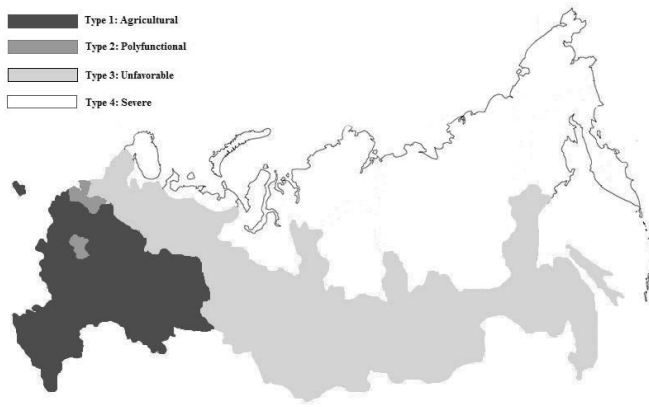 Type 1: Agricultural
Type 2: Polyfunctional
Type 3: Unfavorable
Type 4: Severe